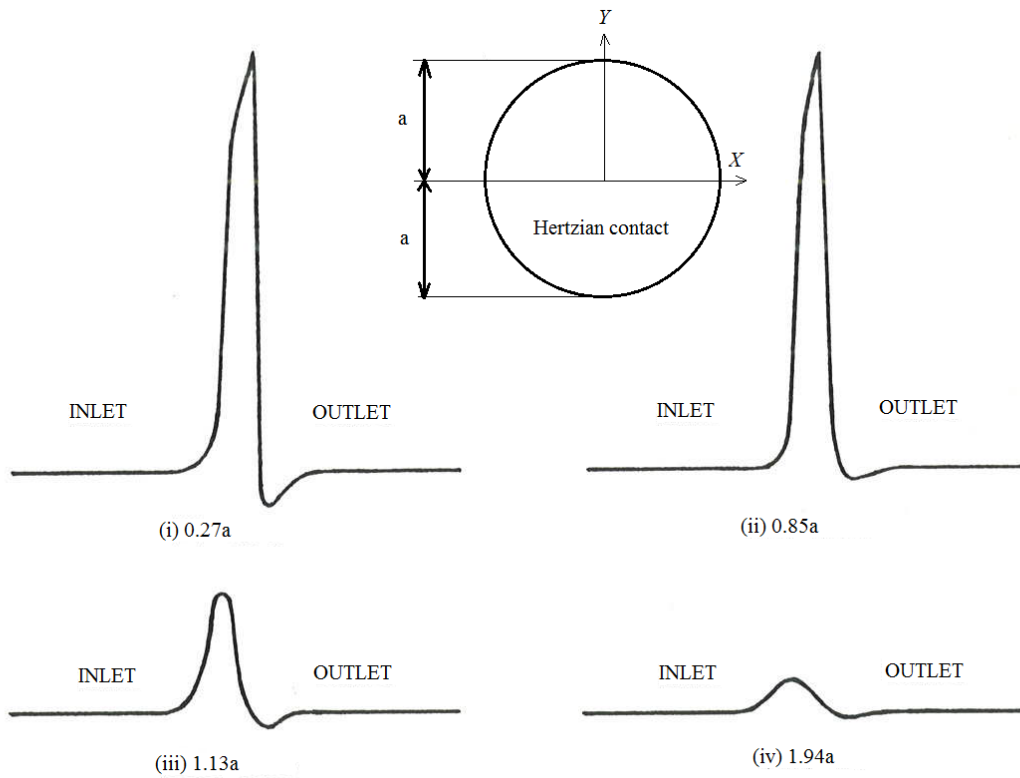 Y
a
X
a
Hertzian contact
INLET
OUTLET
INLET
OUTLET
(i) 0.27a
(ii) 0.85a
INLET
OUTLET
INLET
OUTLET
(iii) 1.13a
(iv) 1.94a